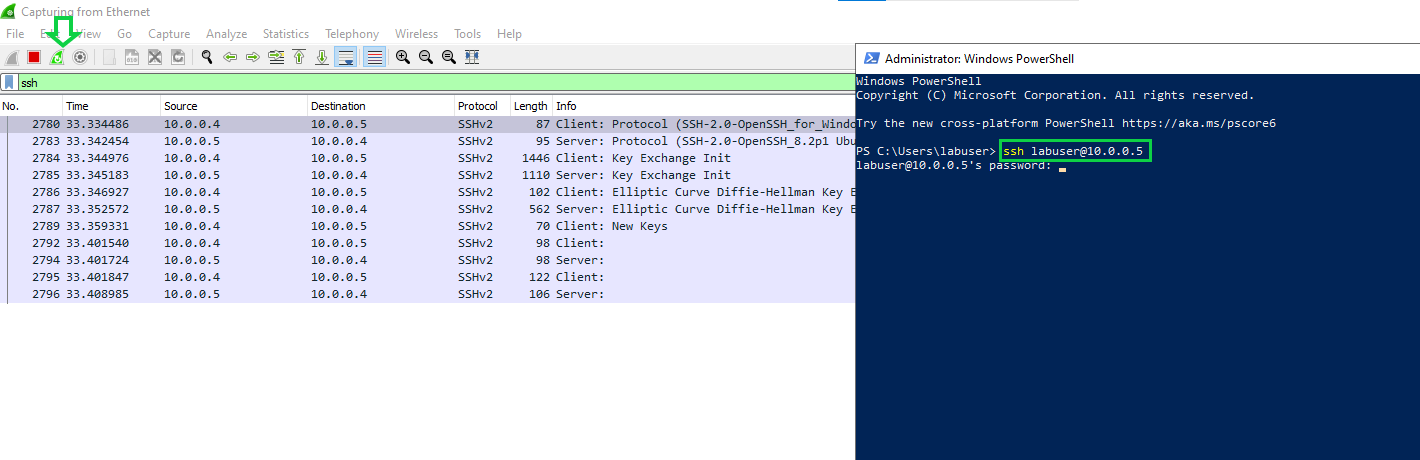 Capturing from Ethernet
File Edit View Go Capture Analyze Statistics Telephony Wireless Tools Help
ssh
No. Time Source Destination Protocol Length Info
2780 33.334486 10.0.0.4 10.0.0.5 SSHv2 87 Client: Protocol (SSH-2.0-OpenSSH_for_Windo
2783 33.342454 10.0.0.5 10.0.0.4 SSHv2 95 Server: Protocol (SSH-2.0-OpenSSH_8.2p1 Ubu
2784 33.344976 10.0.0.4 10.0.0.5 SSHv2 1446 Client: Key Exchange Init
2785 33.345183 10.0.0.5 10.0.0.4 SSHv2 1110 Server: Key Exchange Init
2786 33.346927 10.0.0.4 10.0.0.5 SSHv2 102 Client: Elliptic Curve Diffie-Hellman Key E
2787 33.352572 10.0.0.5 10.0.0.4 SSHv2 562 Server: Elliptic Curve Diffie-Hellman Key E
2789 33.359331 10.0.0.4 10.0.0.5 SSHv2 70 Client: New Keys
2792 33.401540 10.0.0.4 10.0.0.5 SSHv2 98 Client:
2794 33.401724 10.0.0.5 10.0.0.4 SSHv2 98 Server:
2795 33.401847 10.0.0.4 10.0.0.5 SSHv2 122 Client:
2796 33.408985 10.0.0.5 10.0.0.4 SSHv2 106 Server:
Administrator: Windows PowerShell
Windows PowerShell
Copyright (C) Microsoft Corporation. All rights reserved.
Try the new cross-platform PowerShell https://aka.ms/pscore6
PS C:\Users\labuser> ssh labuser@10.0.0.5
labuser@10.0.0.5's password: